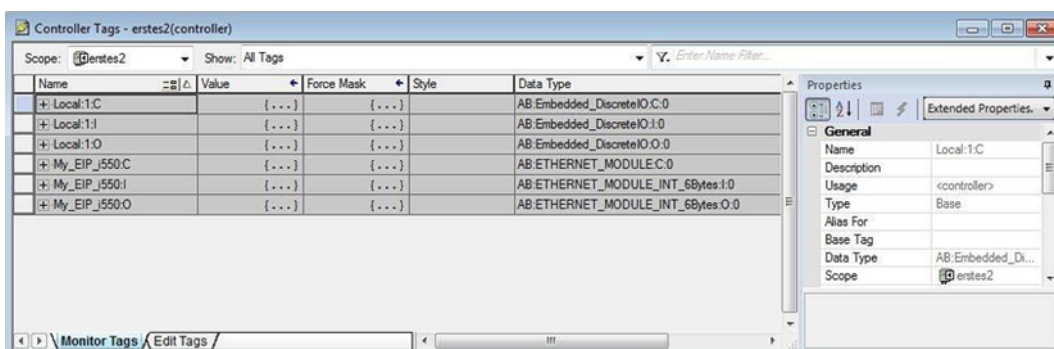 Controller Tags - erstes2(controller)
Scope: erstes2 Show: All Tags Enter Name Filter...
Name Value Force Mask Style Data Type
Local:1:C {...} {...} AB:Embedded_DiscreteIO:C:0
Local:1:I {...} {...} AB:Embedded_DiscreteIO:I:0
Local:1:O {...} {...} AB:Embedded_DiscreteIO:O:0
My_EIP_i550:C {...} {...} AB:ETHERNET_MODULE:C:0
My_EIP_i550:I {...} {...} AB:ETHERNET_MODULE_INT_6Bytes:I:0
My_EIP_i550:O {...} {...} AB:ETHERNET_MODULE_INT_6Bytes:O:0
Monitor Tags Edit Tags
Properties
Extended Properties.
General
Name Local:1:C
Description
Usage <controller>
Type Base
Alias For
Base Tag
Data Type AB:Embedded_Di...
Scope erstes2